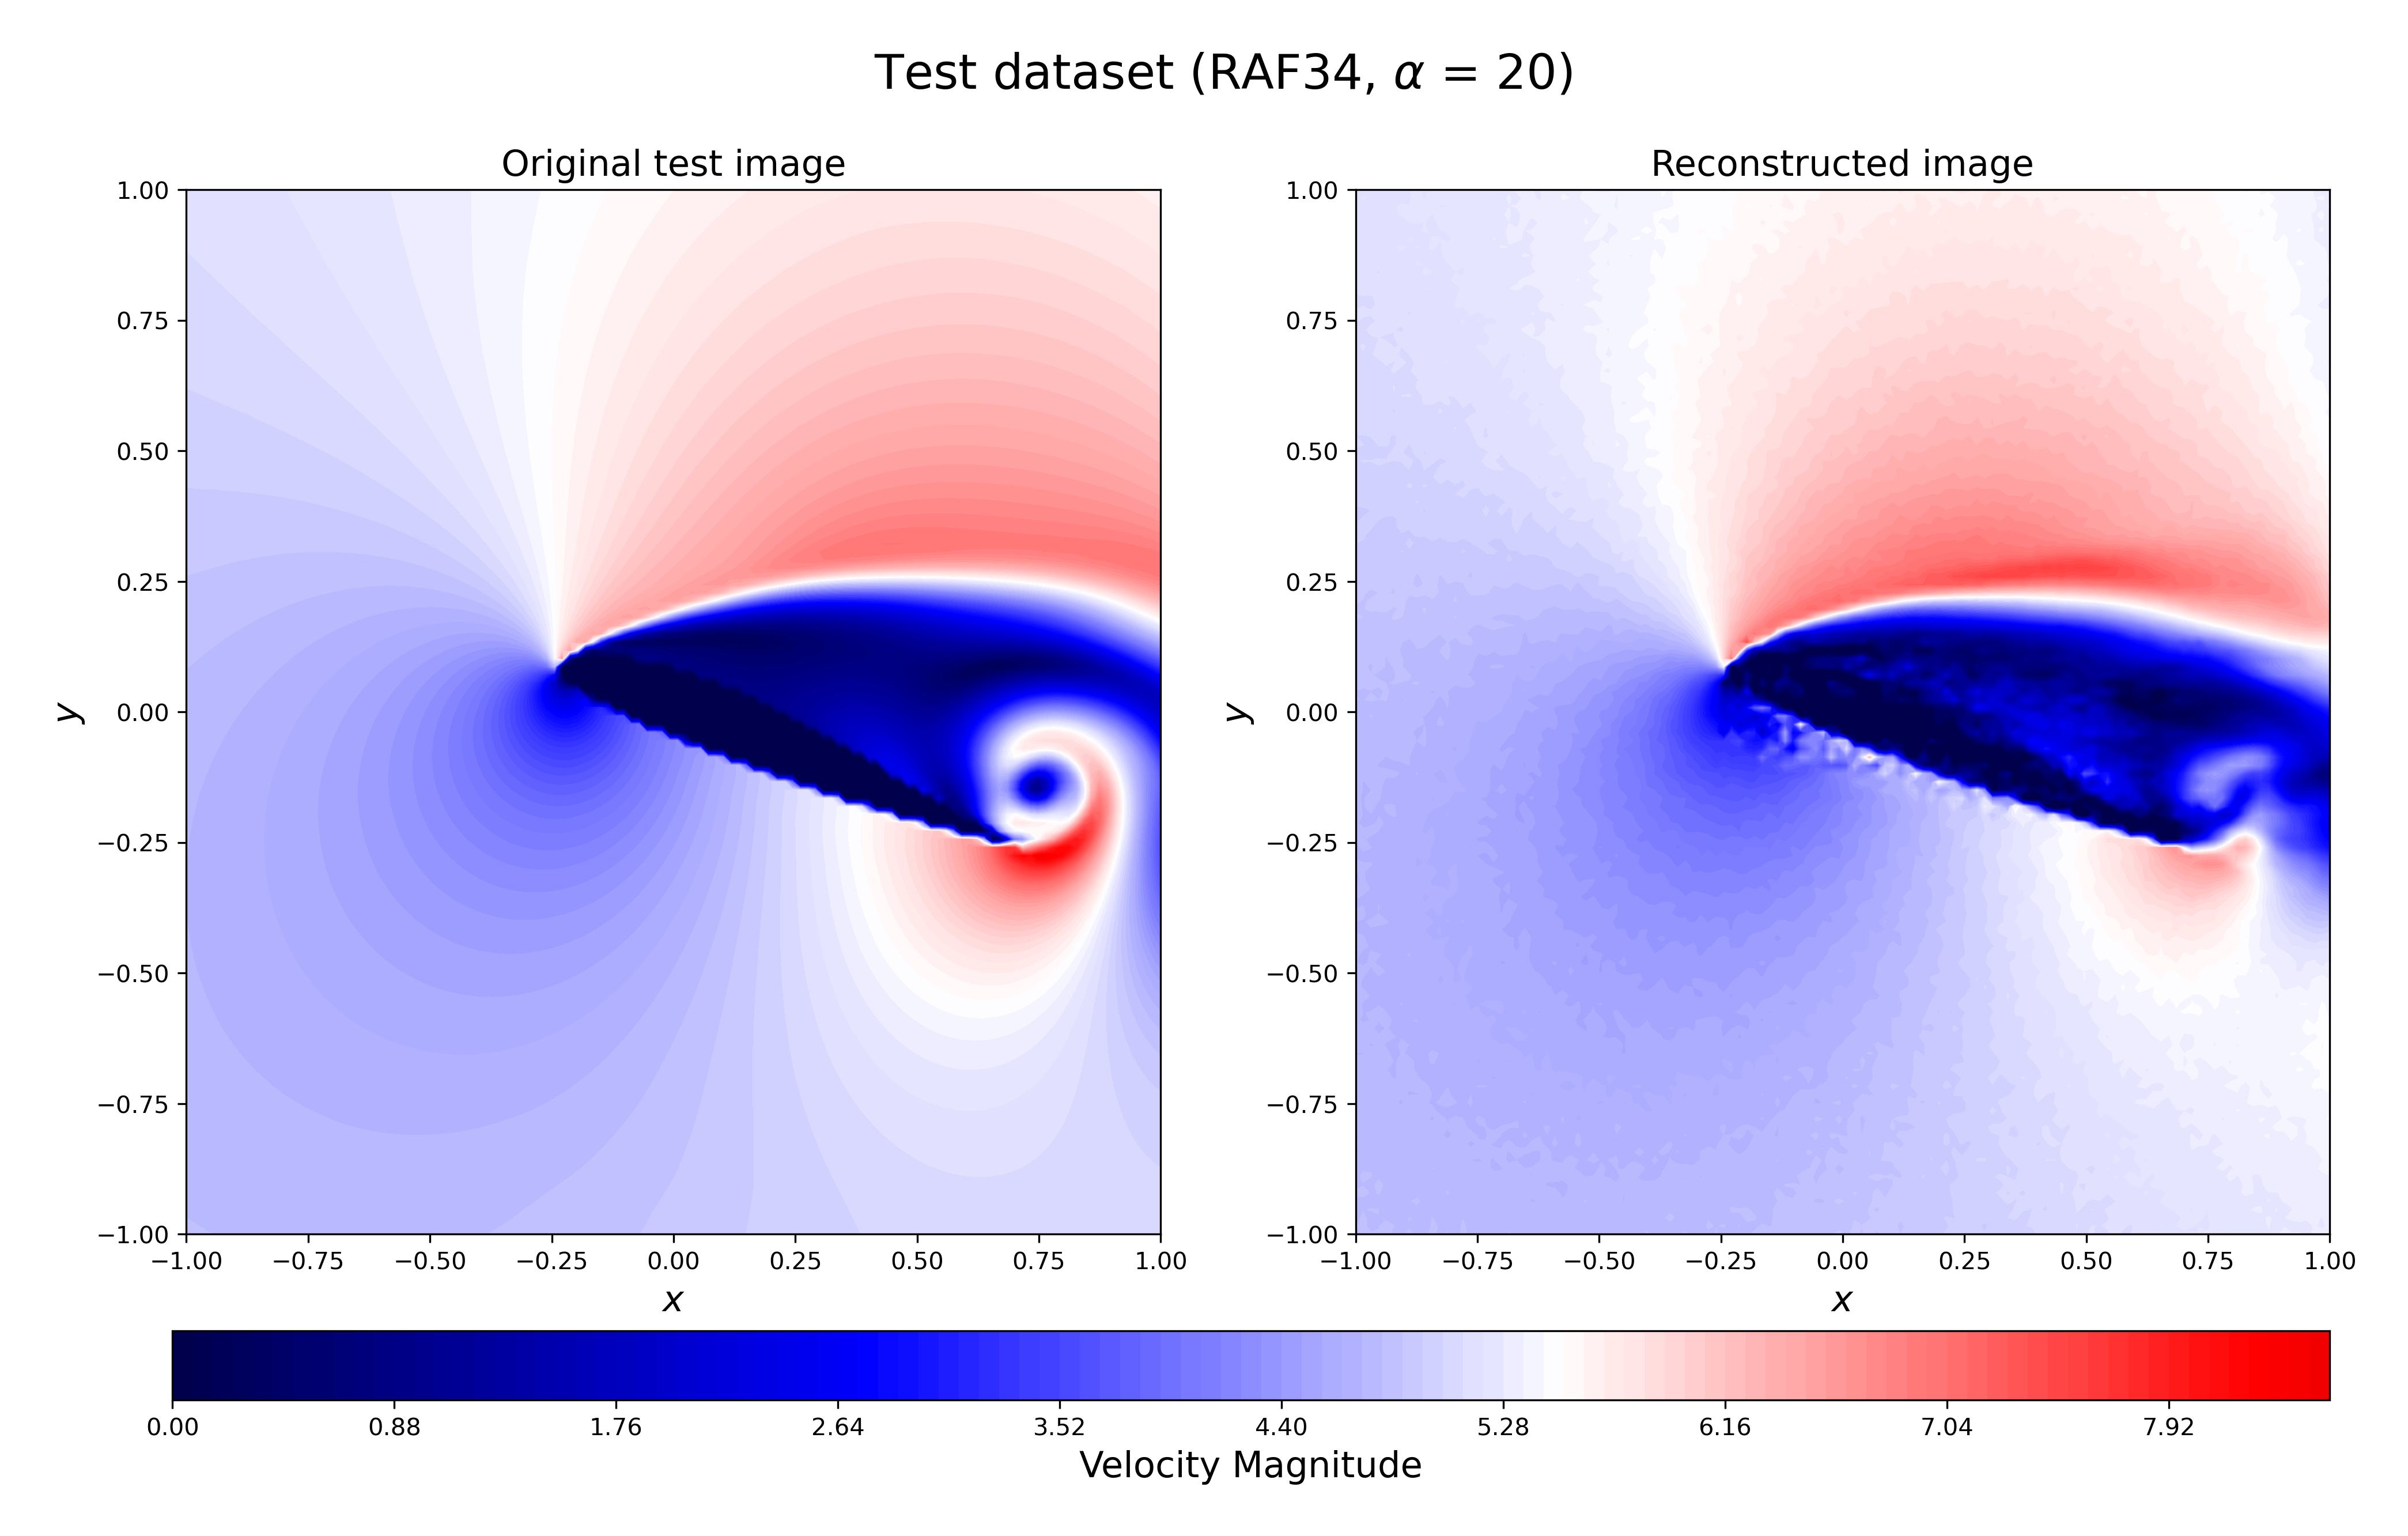 Test dataset (RAF34, α = 20)
Original test image
1.00
0.75
0.50
0.25
0.00
−0.25
−0.50
−0.75
−1.00
y
−1.00 −0.75 −0.50 −0.25 0.00 0.25 0.50 0.75 1.00
x
Reconstructed image
1.00
0.75
0.50
0.25
0.00
−0.25
−0.50
−0.75
−1.00
y
−1.00 −0.75 −0.50 −0.25 0.00 0.25 0.50 0.75 1.00
x
0.00 0.88 1.76 2.64 3.52 4.40 5.28 6.16 7.04 7.92
Velocity Magnitude